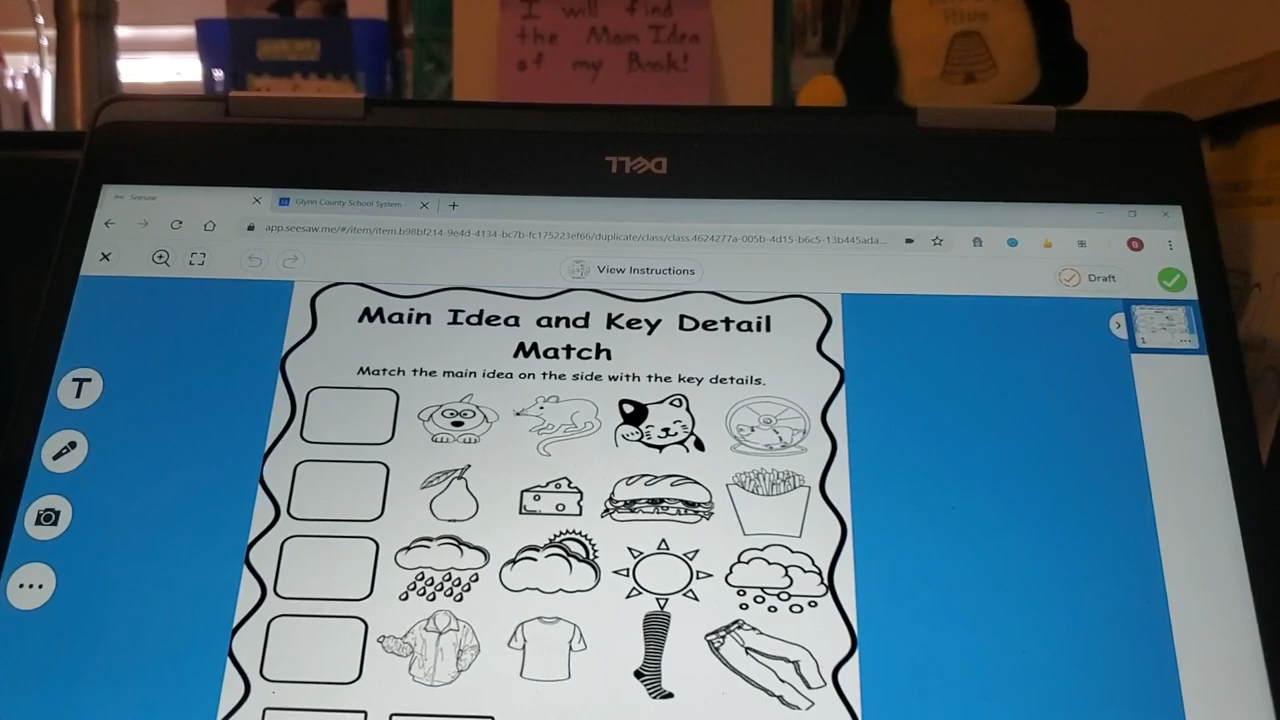 I will find
the Main Idea
of my Book!
Hive
DELL
Seesaw
Glynn County School System
app.seesaw.me/#/item/item.b98bf214-9e4d-4134-bc7b-fc175223ef66/duplicate/class/class.4624277a-005b-4d15-b6c5-13b445ada...
B
View Instructions
Draft
T
1
Main Idea and Key Detail
Match
Match the main idea on the side with the key details.